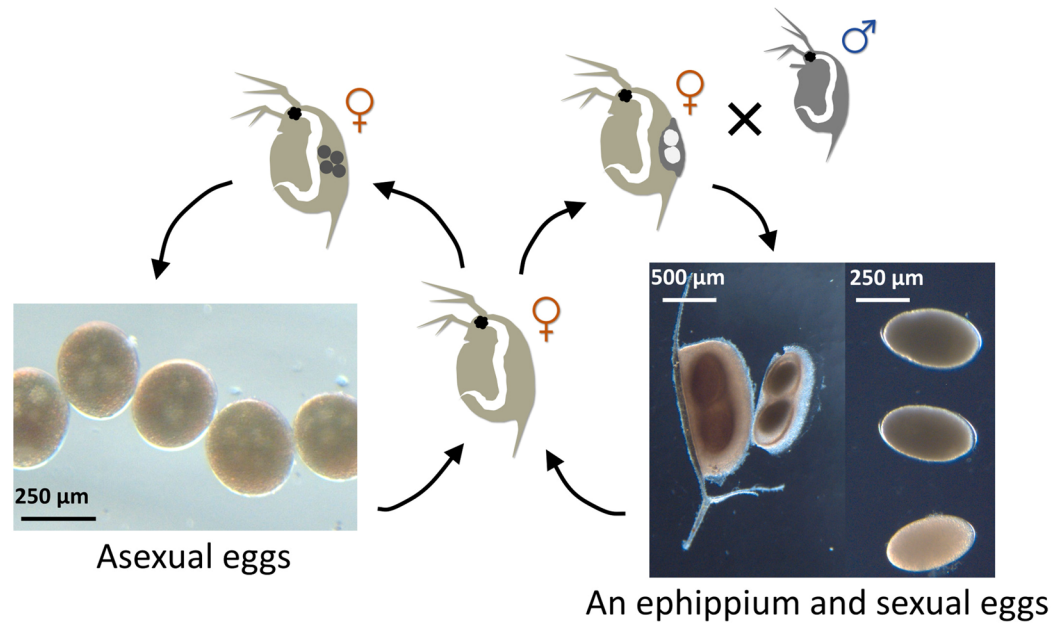 500 µm
250 µm
250 µm
Asexual eggs
An ephippium and sexual eggs